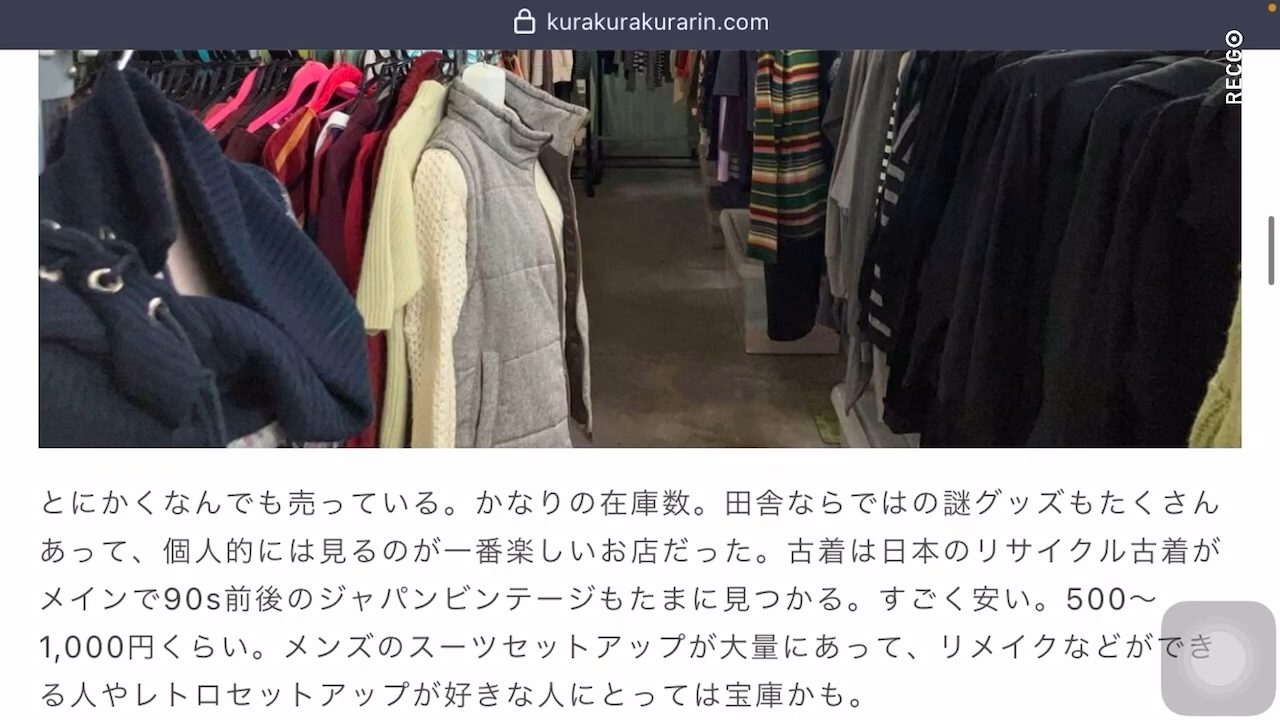 kurakurakurarin.com
RECGO
とにかくなんでも売っている。かなりの在庫数。田舎ならではの謎グッズもたくさん
あって、個人的には見るのが一番楽しいお店だった。古着は日本のリサイクル古着が
メインで90s前後のジャパンビンテージもたまに見つかる。すごく安い。500〜
1,000円くらい。メンズのスーツセットアップが大量にあって、リメイクなどができ
る人やレトロセットアップが好きな人にとっては宝庫かも。